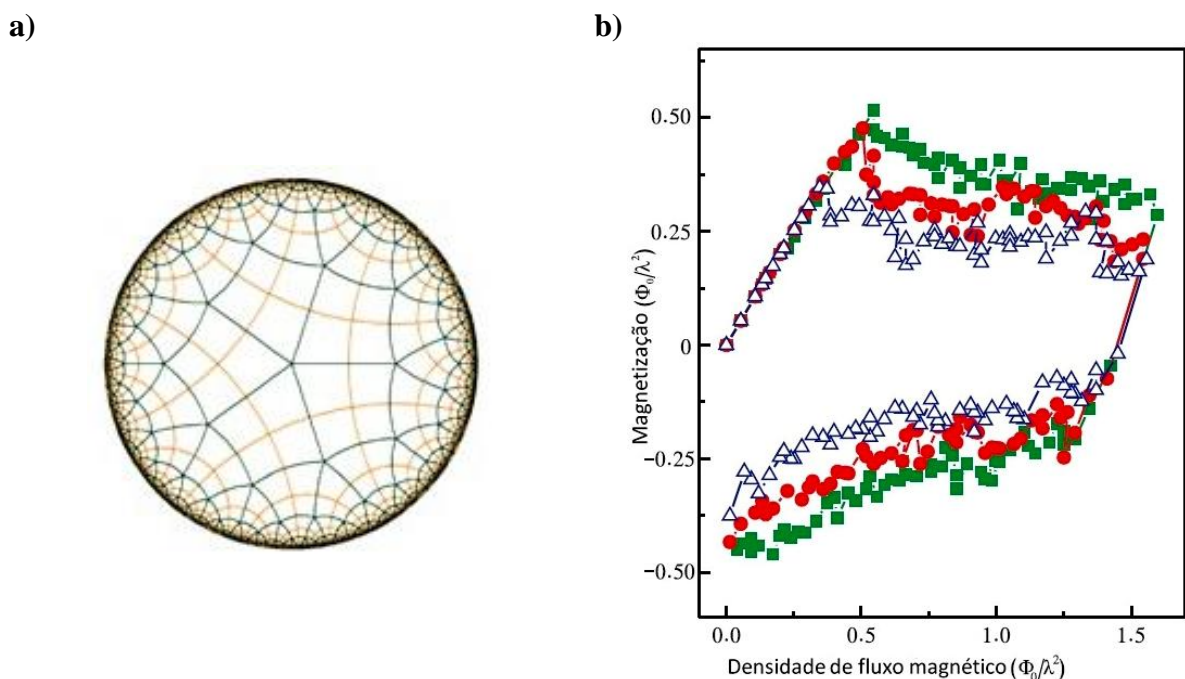 a)
b)
Magnetização (Φ₀/λ²)
0.50
0.25
0
−0.25
−0.50
0.0
0.5
1.0
1.5
Densidade de fluxo magnético (Φ₀/λ²)